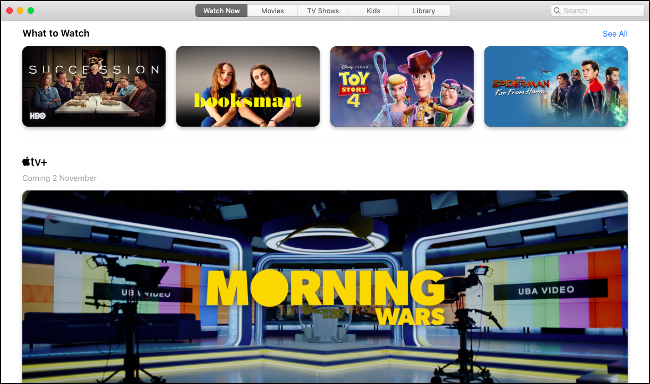 Watch Now Movies TV Shows Kids Library Search
What to Watch See All
SUCCESSION
HBO
booksmart
Disney PIXAR
TOY
STORY
4
SPIDER-MAN
Far From Home
tv+
Coming 2 November
UBA VIDEO
UBA VIDEO
MORNING
WARS